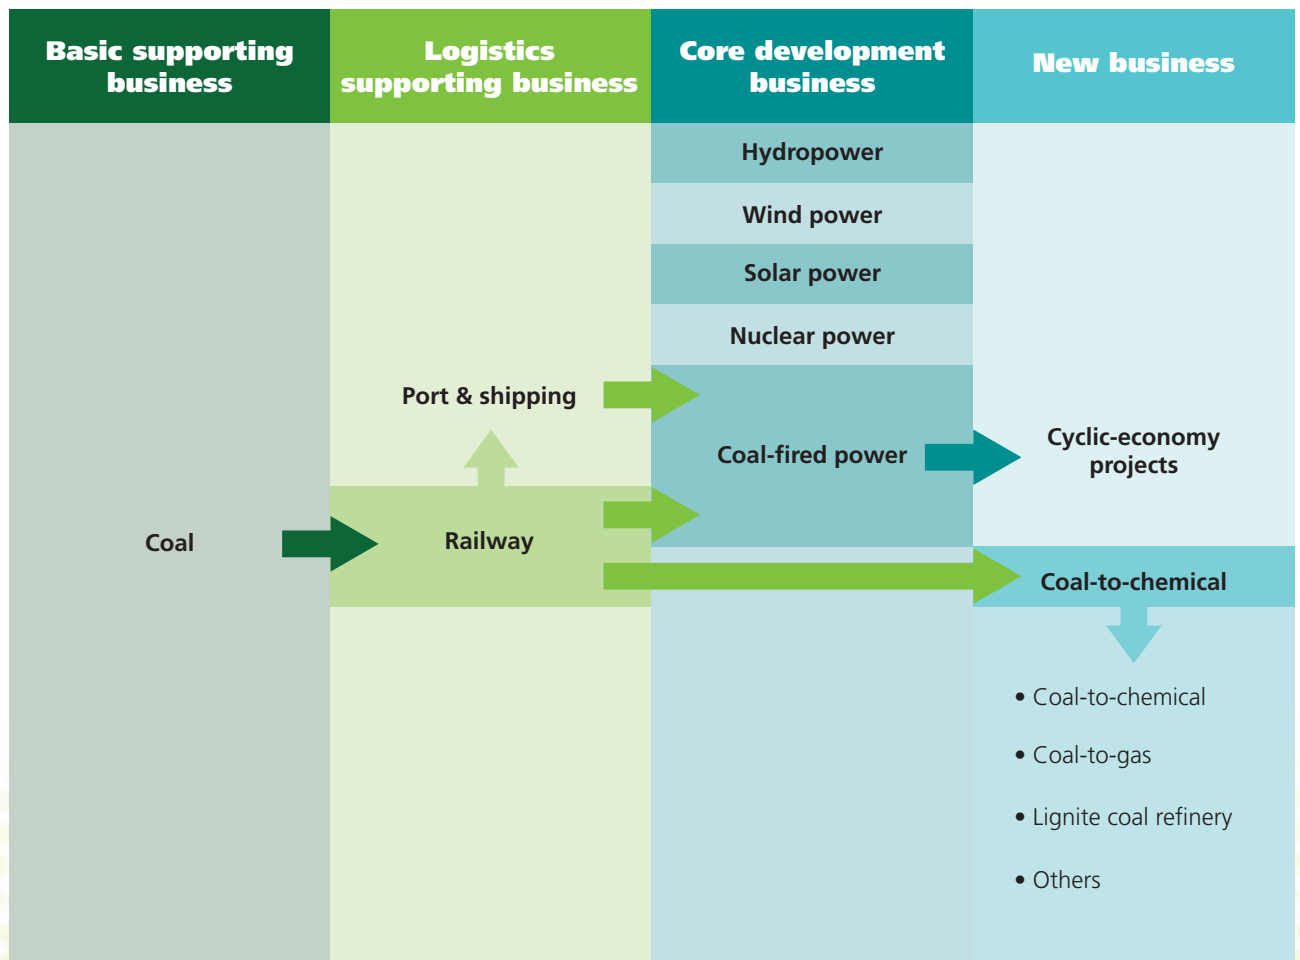 Basic supporting
business
Logistics
supporting business
Core development
business
New business
Hydropower
Wind power
Solar power
Nuclear power
Port & shipping
Coal-fired power
Cyclic-economy
projects
Coal
Railway
Coal-to-chemical
• Coal-to-chemical
• Coal-to-gas
• Lignite coal refinery
• Others